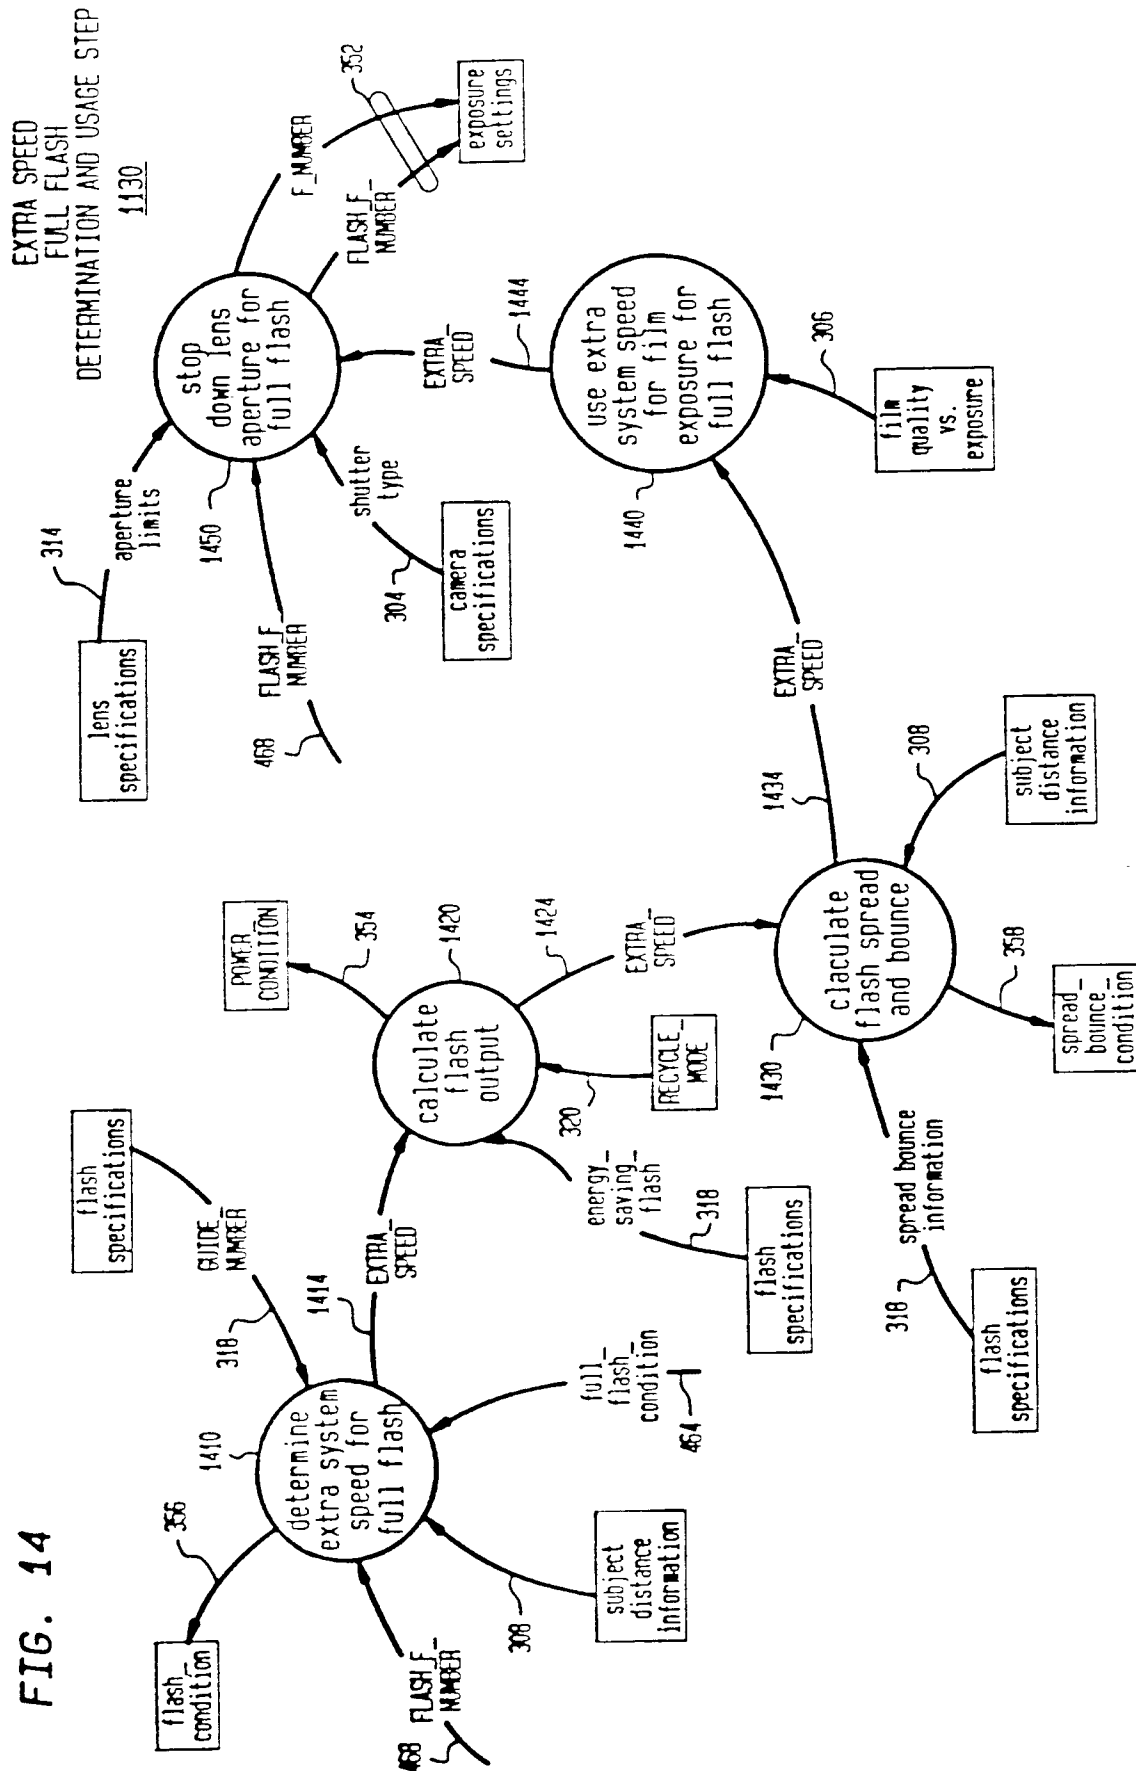 FIG. 14
EXTRA SPEED
FULL FLASH
DETERMINATION AND USAGE STEP
1130
flash_
condition
356
1410
determine
extra system
speed for
full flash
468
FLASH_F_
NUMBER
308
subject
distance
information
464
full_
flash_
condition
flash
specifications
GUIDE_
NUMBER
318
1414
EXTRA_
SPEED
calculate
flash
output
1420
354
POWER_
CONDITION
energy_
saving_
flash
318
flash
specifications
320
RECYCLE_
MODE
1424
EXTRA_
SPEED
claculate
flash spread
and bounce
1430
spread bounce
information
318
flash
specifications
358
spread_
bounce_
condition
308
subject
distance
information
1434
EXTRA_
SPEED
use extra
system speed
for film
exposure for
full flash
1440
306
film
quality
vs.
exposure
1444
EXTRA_
SPEED
stop
down lens
aperture for
full flash
1450
lens
specifications
314
aperture
limits
468
FLASH_F_
NUMBER
304
camera
specifications
shutter
type
F_NUMBER
FLASH_F_
NUMBER
352
exposure
settings